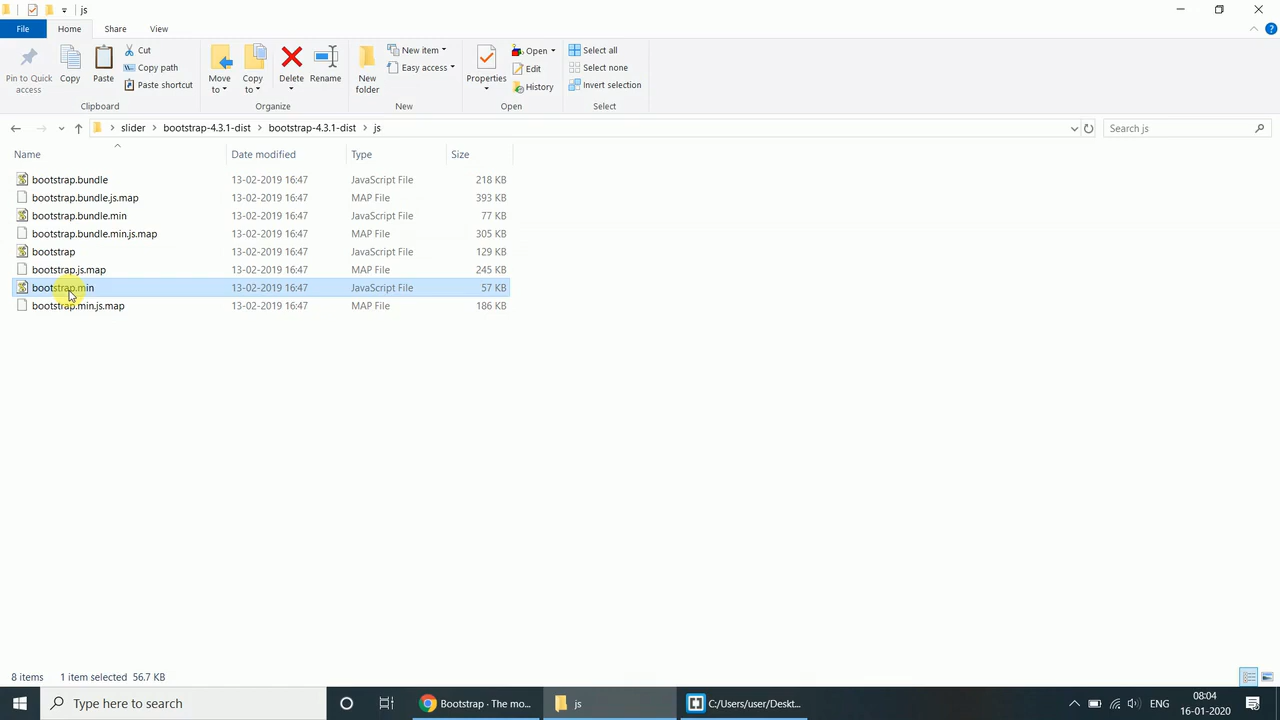 js
File Home Share View
Pin to Quick access
Copy
Paste
Cut
Copy path
Paste shortcut
Clipboard
Move to
Copy to
Delete
Rename
Organize
New folder
New item
Easy access
New
Properties
Open
Edit
History
Open
Select all
Select none
Invert selection
Select
slider bootstrap-4.3.1-dist bootstrap-4.3.1-dist js Search js
Name Date modified Type Size
bootstrap.bundle 13-02-2019 16:47 JavaScript File 218 KB
bootstrap.bundle.js.map 13-02-2019 16:47 MAP File 393 KB
bootstrap.bundle.min 13-02-2019 16:47 JavaScript File 77 KB
bootstrap.bundle.min.js.map 13-02-2019 16:47 MAP File 305 KB
bootstrap 13-02-2019 16:47 JavaScript File 129 KB
bootstrap.js.map 13-02-2019 16:47 MAP File 245 KB
bootstrap.min 13-02-2019 16:47 JavaScript File 57 KB
bootstrap.min.js.map 13-02-2019 16:47 MAP File 186 KB
8 items 1 item selected 56.7 KB
Type here to search Bootstrap · The mo... js C:/Users/user/Deskt... ENG 08:04
16-01-2020